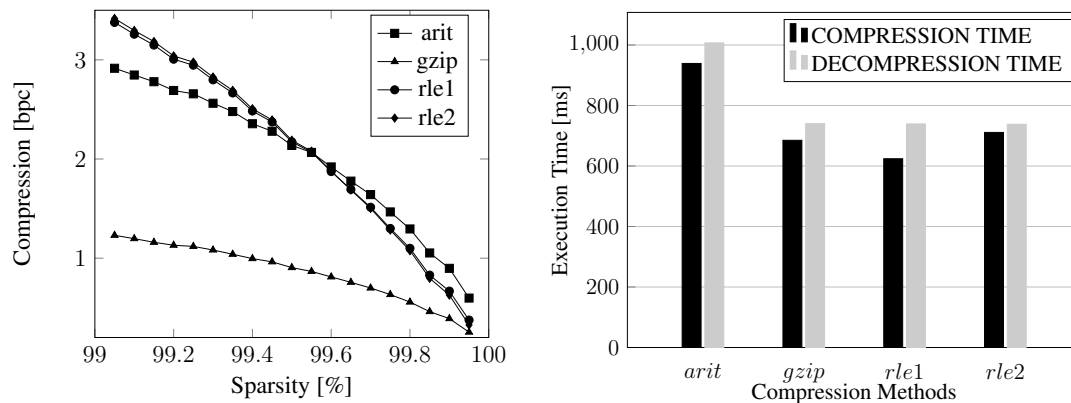 3
2
1
99
99.2
99.4
99.6
99.8
100
Compression [bpc]
Sparsity [%]
arit
gzip
rle1
rle2
1,000
800
600
400
200
0
Execution Time [ms]
COMPRESSION TIME
DECOMPRESSION TIME
arit
gzip
rle1
rle2
Compression Methods